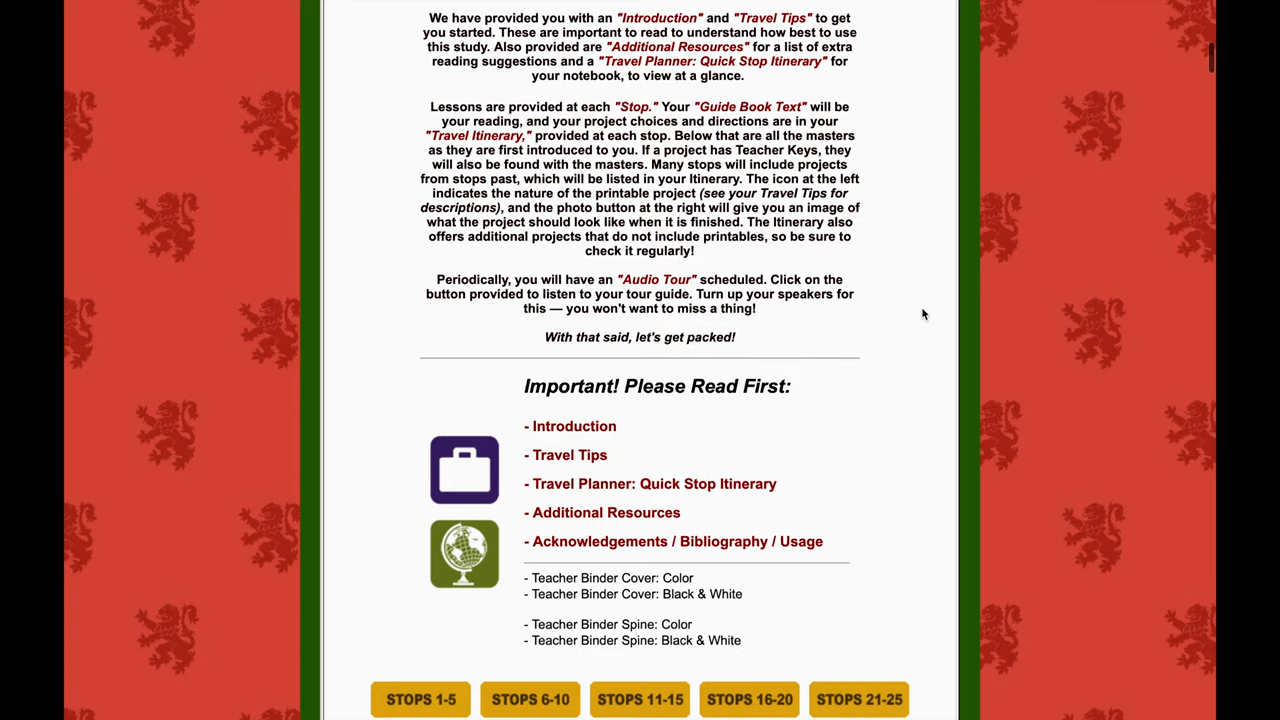 We have provided you with an "Introduction" and "Travel Tips" to get
you started. These are important to read to understand how best to use
this study. Also provided are "Additional Resources" for a list of extra
reading suggestions and a "Travel Planner: Quick Stop Itinerary" for
your notebook, to view at a glance.
Lessons are provided at each "Stop." Your "Guide Book Text" will be
your reading, and your project choices and directions are in your
"Travel Itinerary," provided at each stop. Below that are all the masters
as they are first introduced to you. If a project has Teacher Keys, they
will also be found with the masters. Many stops will include projects
from stops past, which will be listed in your Itinerary. The icon at the left
indicates the nature of the printable project (see your Travel Tips for
descriptions), and the photo button at the right will give you an image of
what the project should look like when it is finished. The Itinerary also
offers additional projects that do not include printables, so be sure to
check it regularly!
Periodically, you will have an "Audio Tour" scheduled. Click on the
button provided to listen to your tour guide. Turn up your speakers for
this — you won't want to miss a thing!
With that said, let's get packed!
Important! Please Read First:
- Introduction
- Travel Tips
- Travel Planner: Quick Stop Itinerary
- Additional Resources
- Acknowledgements / Bibliography / Usage
- Teacher Binder Cover: Color
- Teacher Binder Cover: Black & White
- Teacher Binder Spine: Color
- Teacher Binder Spine: Black & White
STOPS 1-5 STOPS 6-10 STOPS 11-15 STOPS 16-20 STOPS 21-25